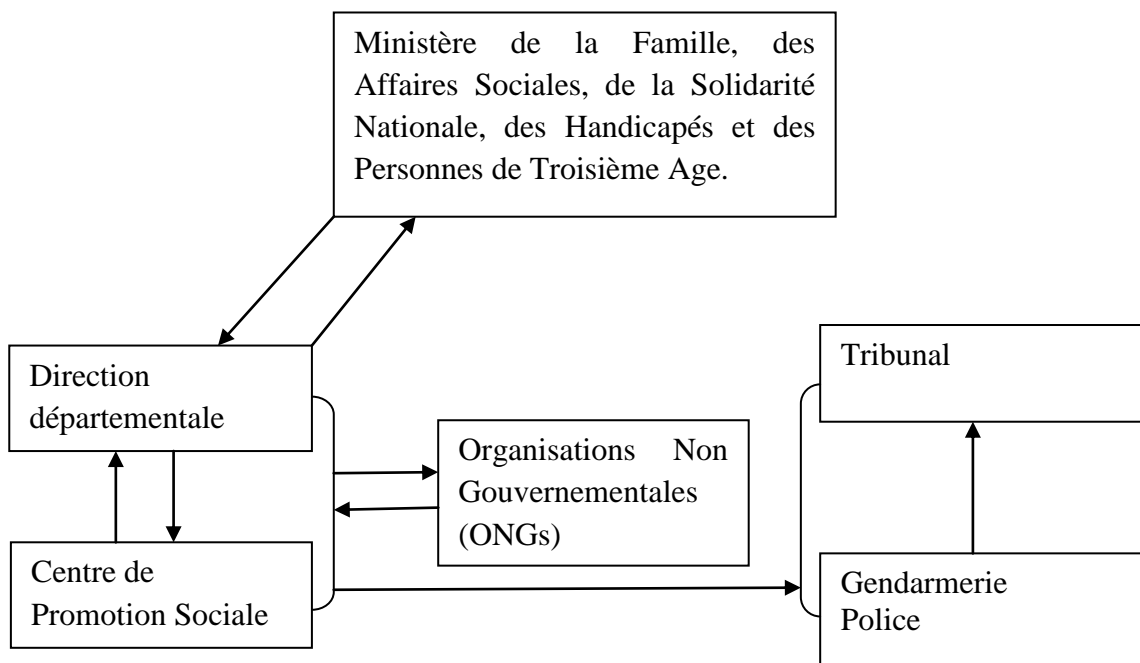 Ministère de la Famille, des
Affaires Sociales, de la Solidarité
Nationale, des Handicapés et des
Personnes de Troisième Age.
Direction
départementale
Tribunal
Organisations Non
Gouvernementales
(ONGs)
Centre de
Promotion Sociale
Gendarmerie
Police